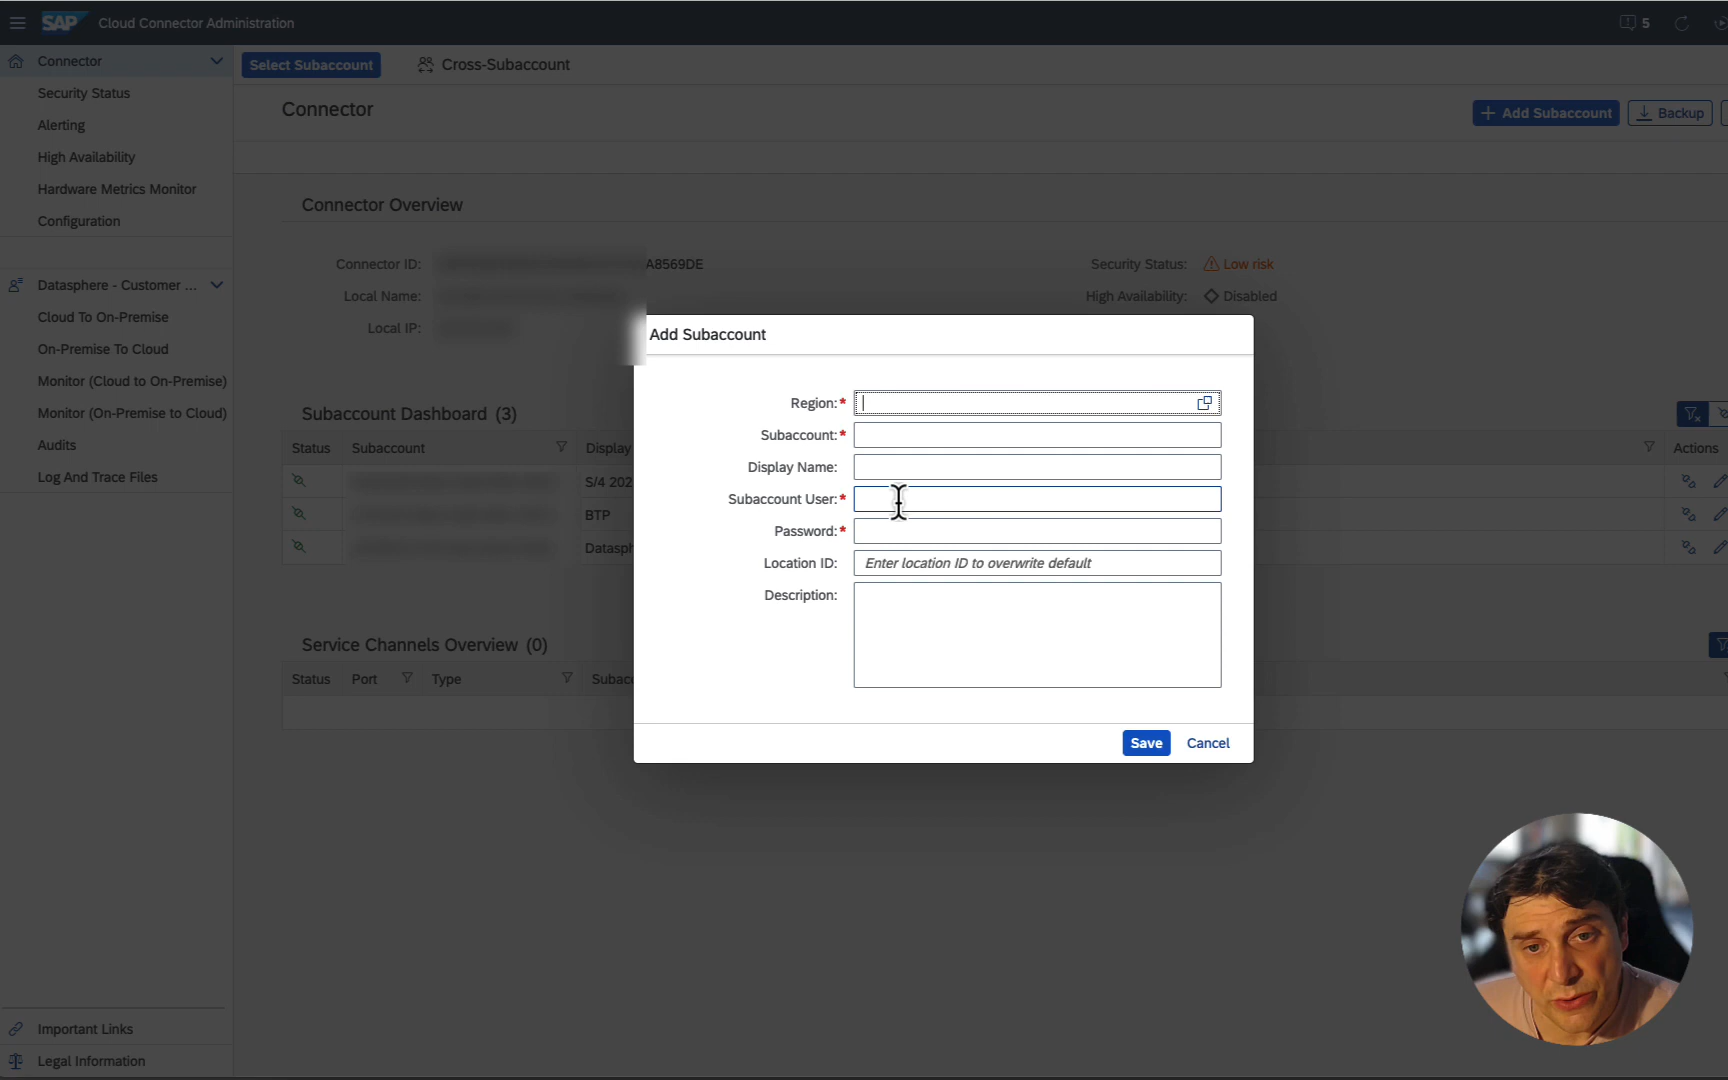 SAP Cloud Connector Administration 5
Connector
Security Status
Alerting
High Availability
Hardware Metrics Monitor
Configuration
Datasphere - Customer ...
Cloud To On-Premise
On-Premise To Cloud
Monitor (Cloud to On-Premise)
Monitor (On-Premise to Cloud)
Audits
Log And Trace Files
Important Links
Legal Information
Select Subaccount Cross-Subaccount
Connector
Add Subaccount Backup
Connector Overview
Connector ID: A8569DE
Local Name:
Local IP:
Security Status: Low risk
High Availability: Disabled
Subaccount Dashboard (3)
Status Subaccount Display Actions
S/4 202
BTP
Datasph
Service Channels Overview (0)
Status Port Type Subacc
Add Subaccount
Region:*
Subaccount:*
Display Name:
Subaccount User:*
Password:*
Location ID: Enter location ID to overwrite default
Description:
Save Cancel